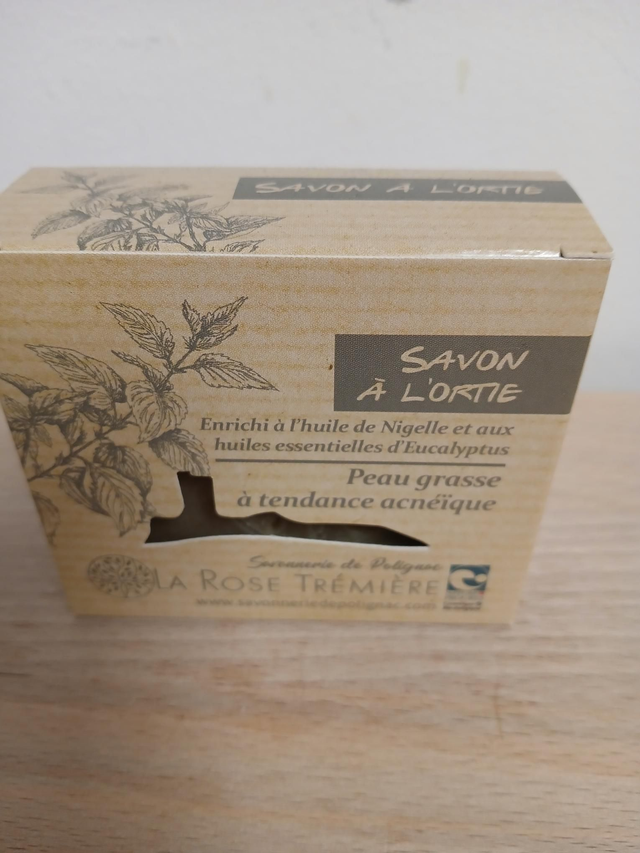 SAVON À L'ORTIE
SAVON
À L'ORTIE
Enrichi à l'huile de Nigelle et aux
huiles essentielles d'Eucalyptus
Peau grasse
à tendance acnéïque
Savonnerie de Polignac
LA ROSE TRÉMIÈRE
www.savonneriedepolignac.com